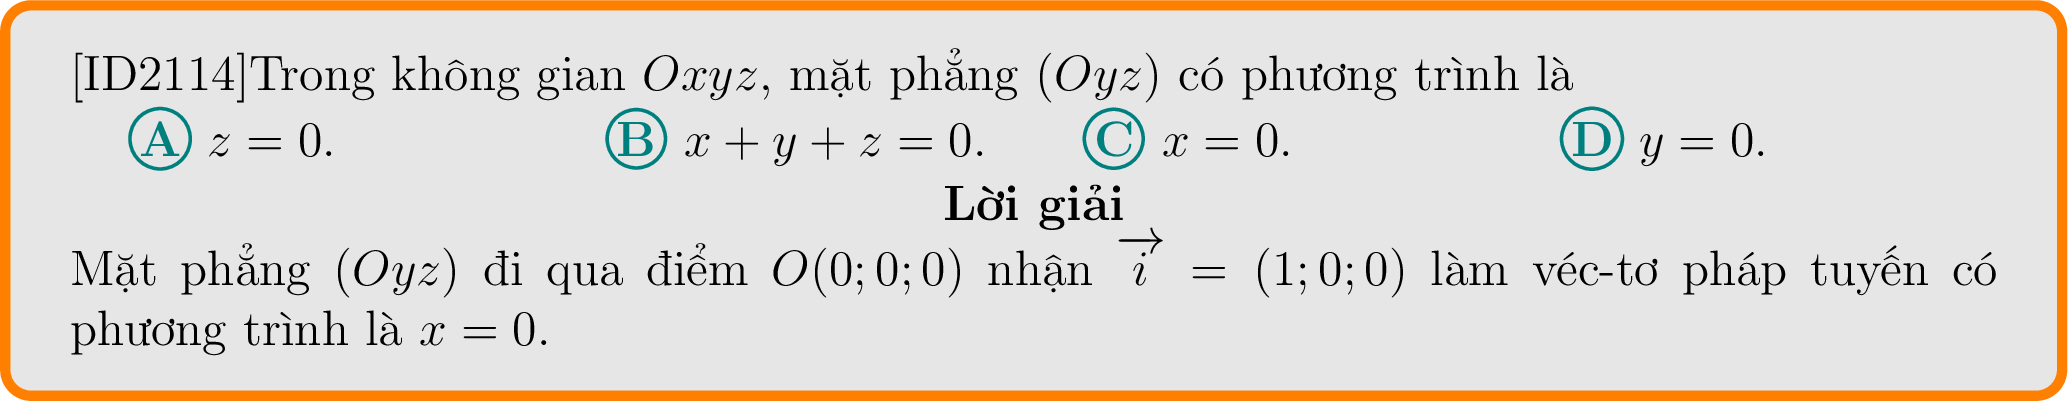 [ID2114]Trong không gian Oxyz, mặt phẳng (Oyz) có phương trình là
A z = 0. B x + y + z = 0. C x = 0. D y = 0.
Lời giải
Mặt phẳng (Oyz) đi qua điểm O(0; 0; 0) nhận \overrightarrow{i} = (1; 0; 0) làm véc-tơ pháp tuyến có
phương trình là x = 0.